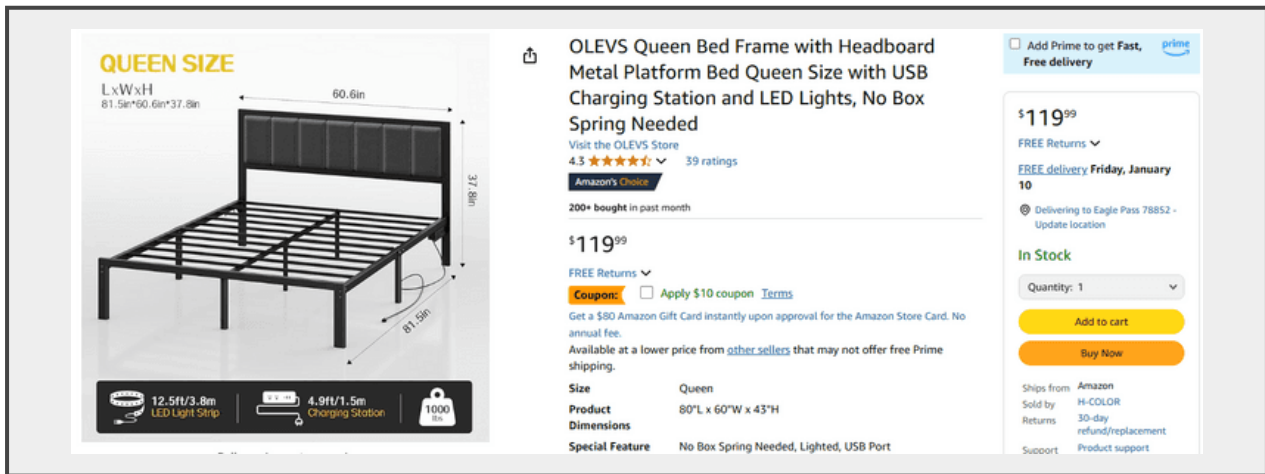 QUEEN SIZE
LxWxH
81.5in*60.6in*37.8in
60.6in
37.8in
81.5in
12.5ft/3.8m
LED Light Strip
4.9ft/1.5m
Charging Station
1000
lbs
OLEVS Queen Bed Frame with Headboard
Metal Platform Bed Queen Size with USB
Charging Station and LED Lights, No Box
Spring Needed
Visit the OLEVS Store
4.3
39 ratings
Amazon's Choice
200+ bought in past month
$119⁹⁹
FREE Returns
Coupon:
Apply $10 coupon Terms
Get a $80 Amazon Gift Card instantly upon approval for the Amazon Store Card. No
annual fee.
Available at a lower price from other sellers that may not offer free Prime
shipping.
Size Queen
Product
Dimensions
80"L x 60"W x 43"H
Special Feature No Box Spring Needed, Lighted, USB Port
Add Prime to get Fast,
Free delivery
prime
$119⁹⁹
FREE Returns
FREE delivery Friday, January
10
Delivering to Eagle Pass 78852 -
Update location
In Stock
Quantity: 1
Add to cart
Buy Now
Ships from Amazon
Sold by H-COLOR
Returns 30-day
refund/replacement
Support Product support